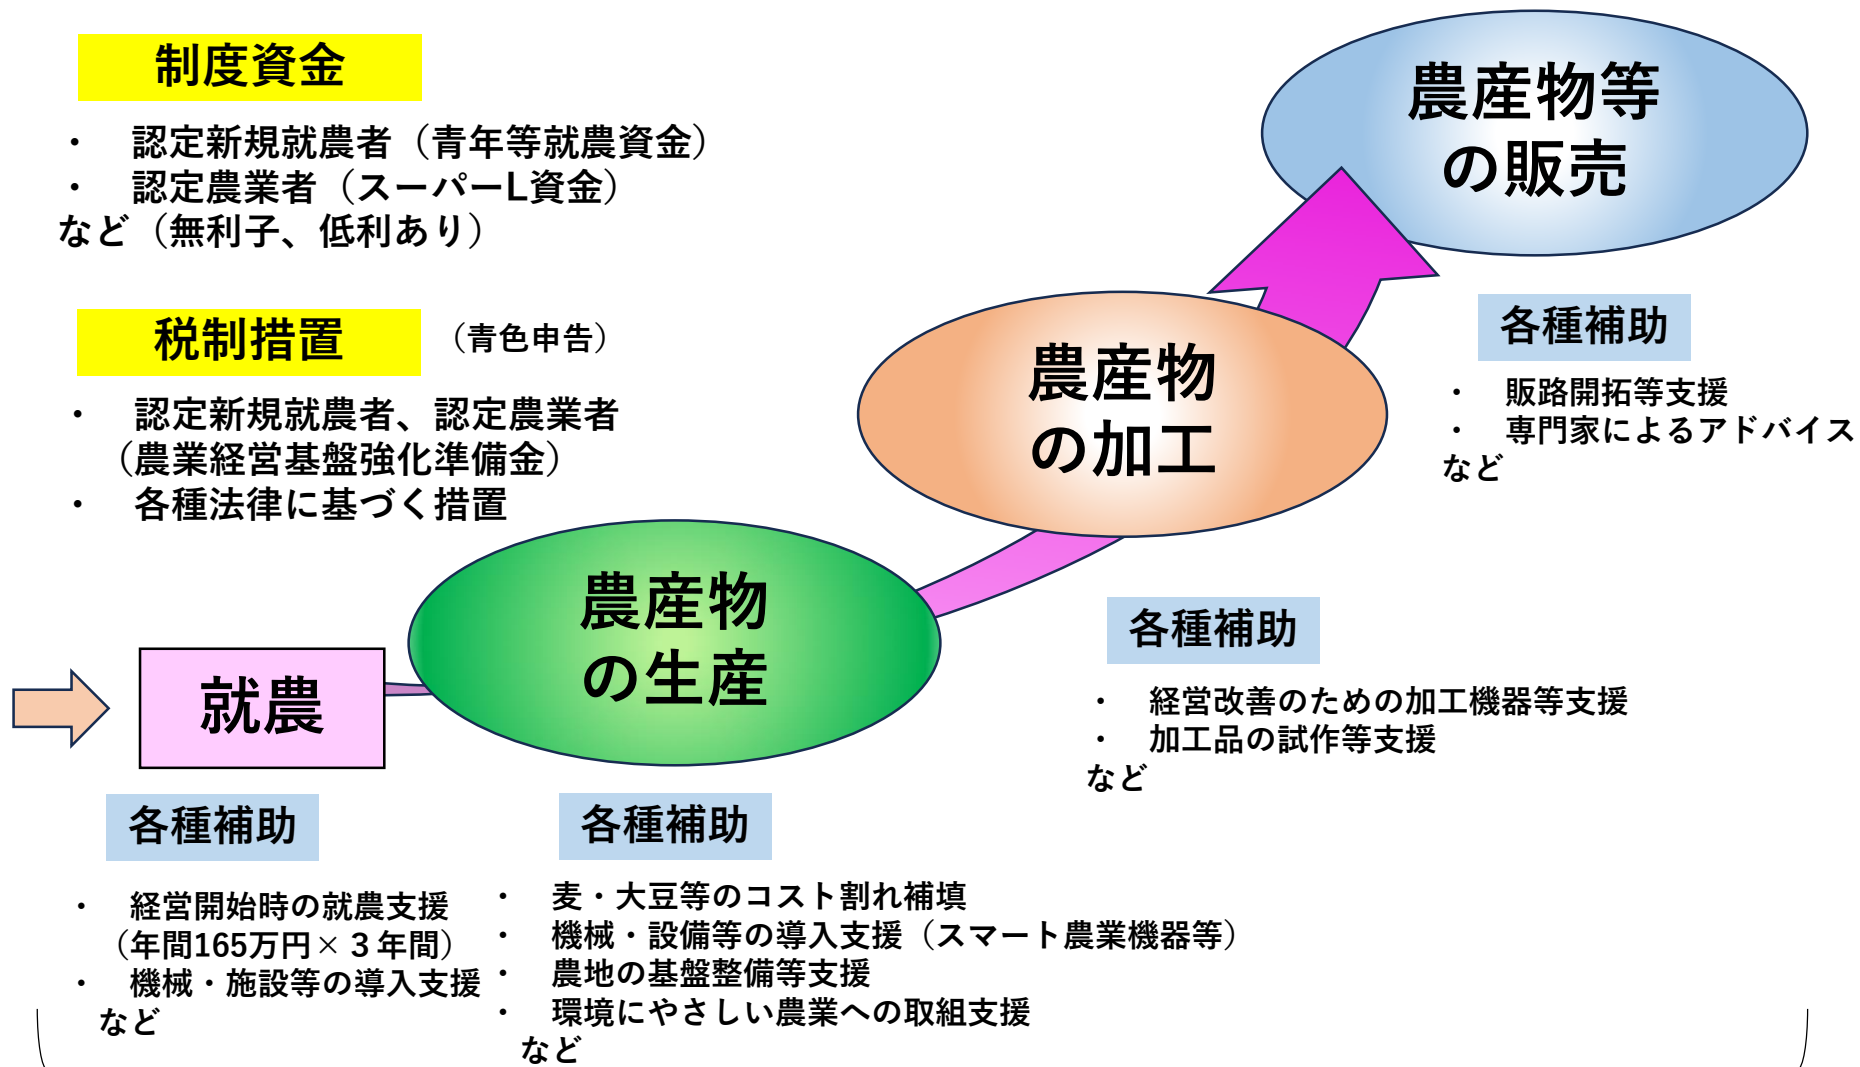 制度資金
・　認定新規就農者（青年等就農資金）
・　認定農業者（スーパーL資金）
など（無利子、低利あり）
税制措置
（青色申告）
・　認定新規就農者、認定農業者
（農業経営基盤強化準備金）
・　各種法律に基づく措置
就農
各種補助
・　経営開始時の就農支援
（年間165万円×３年間）
・　機械・施設等の導入支援
など
農産物
の生産
各種補助
・　麦・大豆等のコスト割れ補填
・　機械・設備等の導入支援（スマート農業機器等）
・　農地の基盤整備等支援
・　環境にやさしい農業への取組支援
など
農産物
の加工
各種補助
・　経営改善のための加工機器等支援
・　加工品の試作等支援
など
農産物等
の販売
各種補助
・　販路開拓等支援
・　専門家によるアドバイス
など